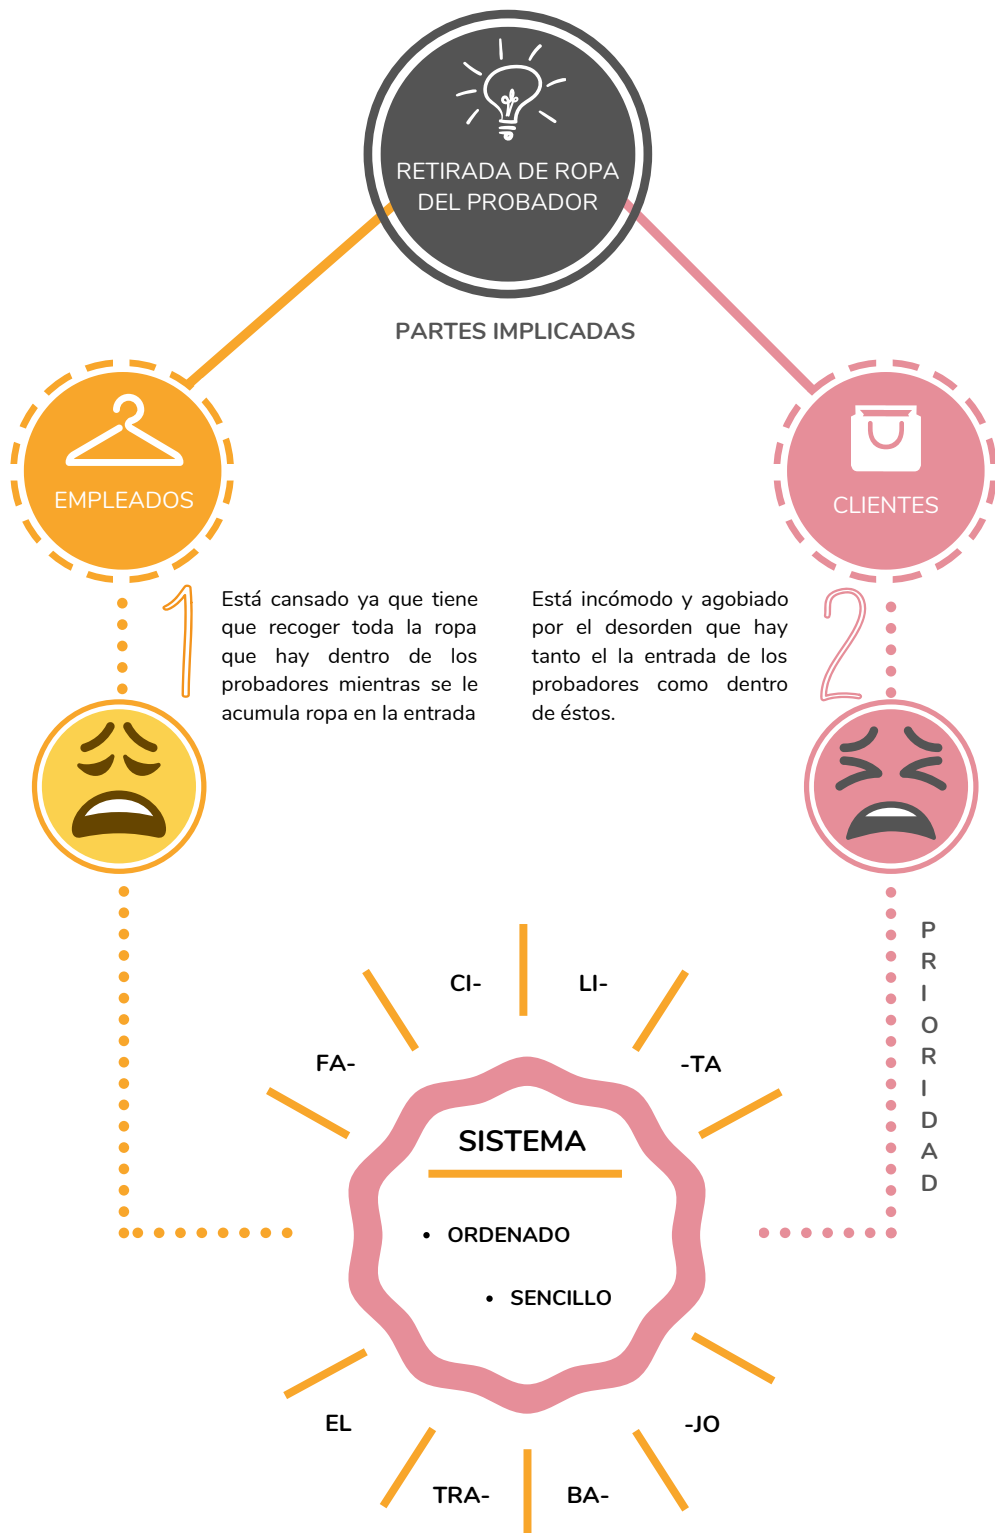 RETIRADA DE ROPA
DEL PROBADOR
PARTES IMPLICADAS
EMPLEADOS
CLIENTES
1
Está cansado ya que tiene
que recoger toda la ropa
que hay dentro de los
probadores mientras se le
acumula ropa en la entrada
Está incómodo y agobiado
por el desorden que hay
tanto el la entrada de los
probadores como dentro
de éstos.
2
P
R
I
O
R
I
D
A
D
FA-
CI-
LI-
-TA
SISTEMA
• ORDENADO
• SENCILLO
EL
TRA-
BA-
-JO